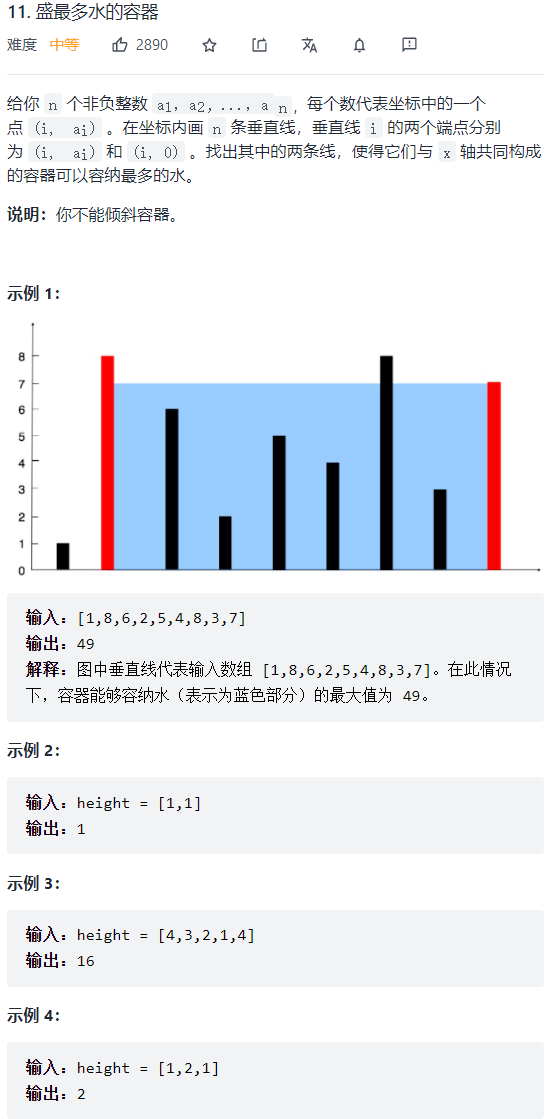 11. 盛最多水的容器
难度 中等 2890
给你 n 个非负整数 a1, a2, ..., a n, 每个数代表坐标中的一个
点 (i, ai) 。在坐标内画 n 条垂直线，垂直线 i 的两个端点分别
为 (i, ai) 和 (i, 0) 。找出其中的两条线，使得它们与 x 轴共同构成
的容器可以容纳最多的水。
说明：你不能倾斜容器。
示例 1：
8
7
6
5
4
3
2
1
0
输入：[1,8,6,2,5,4,8,3,7]
输出：49
解释：图中垂直线代表输入数组 [1,8,6,2,5,4,8,3,7]。在此情况
下，容器能够容纳水（表示为蓝色部分）的最大值为 49。
示例 2：
输入：height = [1,1]
输出：1
示例 3：
输入：height = [4,3,2,1,4]
输出：16
示例 4：
输入：height = [1,2,1]
输出：2